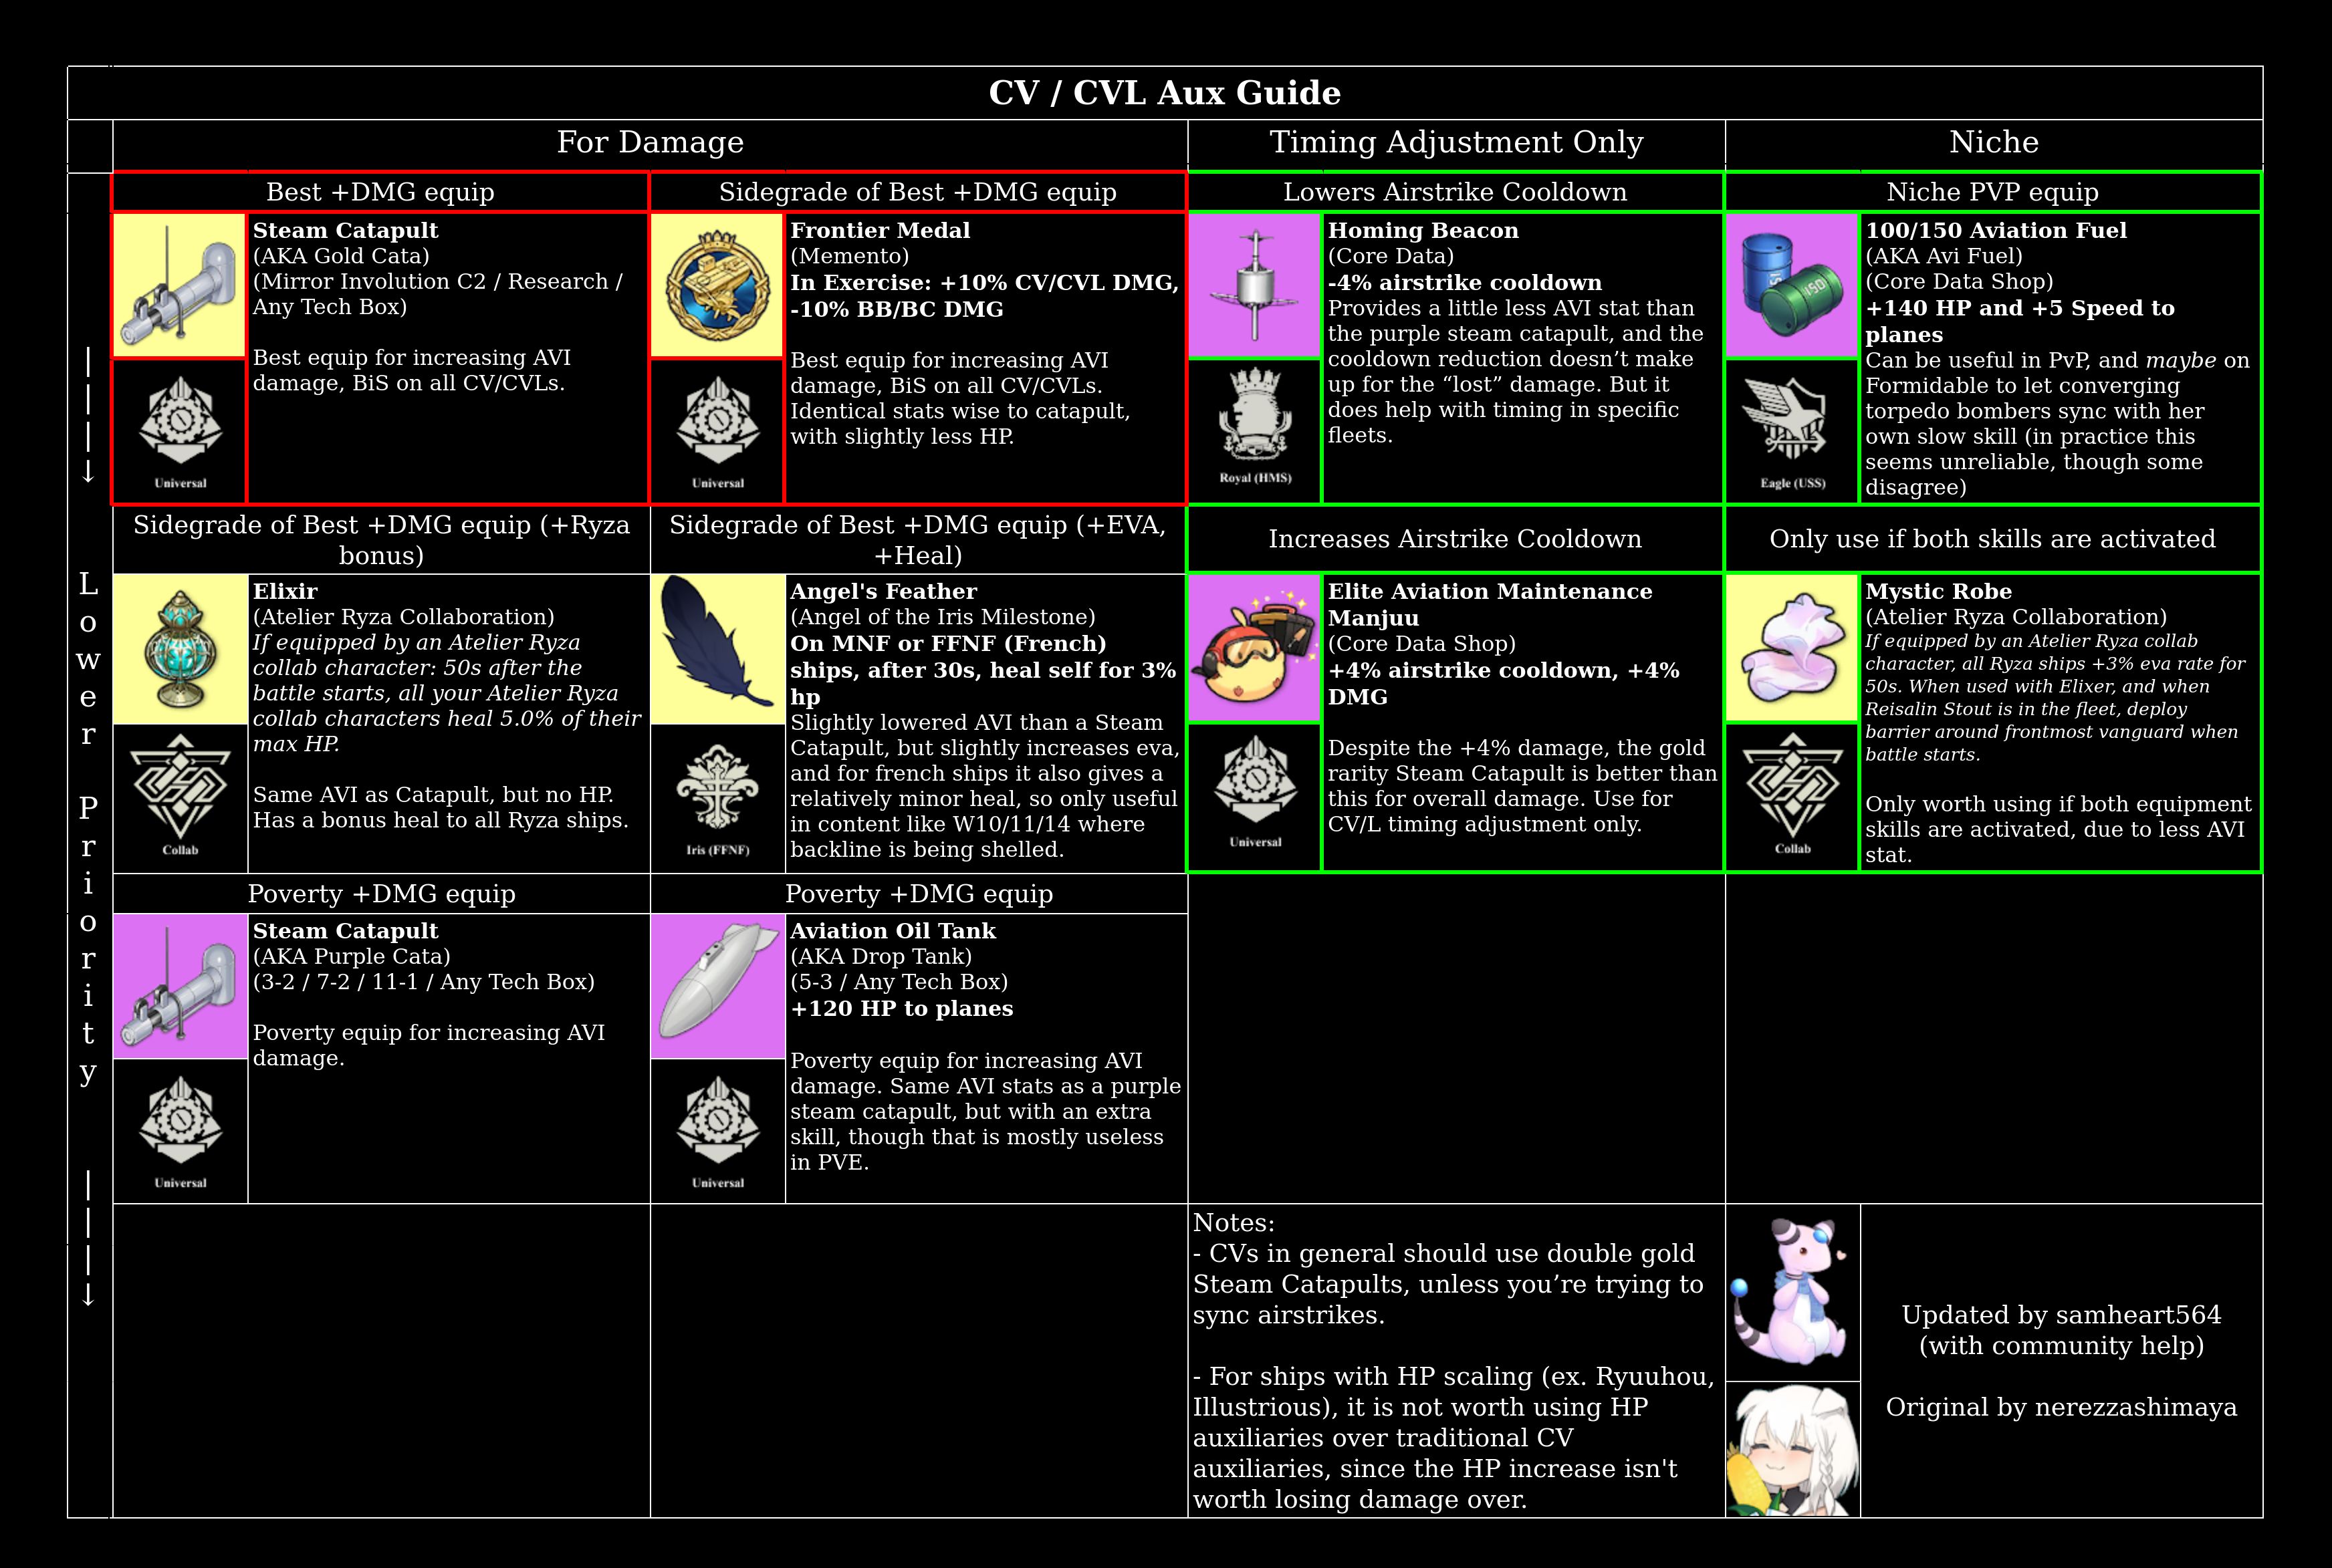 CV / CVL Aux Guide
For Damage
Timing Adjustment Only
Niche
Lower Priority
Best +DMG equip
Steam Catapult
(AKA Gold Cata)
(Mirror Involution C2 / Research /
Any Tech Box)
Best equip for increasing AVI
damage, BiS on all CV/CVLs.
Universal
Sidegrade of Best +DMG equip
Frontier Medal
(Memento)
In Exercise: +10% CV/CVL DMG,
-10% BB/BC DMG
Best equip for increasing AVI
damage, BiS on all CV/CVLs.
Identical stats wise to catapult,
with slightly less HP.
Universal
Lowers Airstrike Cooldown
Homing Beacon
(Core Data)
-4% airstrike cooldown
Provides a little less AVI stat than
the purple steam catapult, and the
cooldown reduction doesn’t make
up for the “lost” damage. But it
does help with timing in specific
fleets.
Royal (HMS)
Niche PVP equip
100/150 Aviation Fuel
(AKA Avi Fuel)
(Core Data Shop)
+140 HP and +5 Speed to
planes
Can be useful in PvP, and maybe on
Formidable to let converging
torpedo bombers sync with her
own slow skill (in practice this
seems unreliable, though some
disagree)
150
Eagle (USS)
Sidegrade of Best +DMG equip (+Ryza
bonus)
Elixir
(Atelier Ryza Collaboration)
If equipped by an Atelier Ryza
collab character: 50s after the
battle starts, all your Atelier Ryza
collab characters heal 5.0% of their
max HP.
Same AVI as Catapult, but no HP.
Has a bonus heal to all Ryza ships.
Collab
Sidegrade of Best +DMG equip (+EVA,
+Heal)
Angel's Feather
(Angel of the Iris Milestone)
On MNF or FFNF (French)
ships, after 30s, heal self for 3%
hp
Slightly lowered AVI than a Steam
Catapult, but slightly increases eva,
and for french ships it also gives a
relatively minor heal, so only useful
in content like W10/11/14 where
backline is being shelled.
Iris (FFNF)
Increases Airstrike Cooldown
Elite Aviation Maintenance
Manjuu
(Core Data Shop)
+4% airstrike cooldown, +4%
DMG
Despite the +4% damage, the gold
rarity Steam Catapult is better than
this for overall damage. Use for
CV/L timing adjustment only.
Universal
Only use if both skills are activated
Mystic Robe
(Atelier Ryza Collaboration)
If equipped by an Atelier Ryza collab
character, all Ryza ships +3% eva rate for
50s. When used with Elixer, and when
Reisalin Stout is in the fleet, deploy
barrier around frontmost vanguard when
battle starts.
Only worth using if both equipment
skills are activated, due to less AVI
stat.
Collab
Poverty +DMG equip
Steam Catapult
(AKA Purple Cata)
(3-2 / 7-2 / 11-1 / Any Tech Box)
Poverty equip for increasing AVI
damage.
Universal
Poverty +DMG equip
Aviation Oil Tank
(AKA Drop Tank)
(5-3 / Any Tech Box)
+120 HP to planes
Poverty equip for increasing AVI
damage. Same AVI stats as a purple
steam catapult, but with an extra
skill, though that is mostly useless
in PVE.
Universal
Notes:
- CVs in general should use double gold
Steam Catapults, unless you’re trying to
sync airstrikes.
- For ships with HP scaling (ex. Ryuuhou,
Illustrious), it is not worth using HP
auxiliaries over traditional CV
auxiliaries, since the HP increase isn't
worth losing damage over.
Updated by samheart564
(with community help)
Original by nerezzashimaya